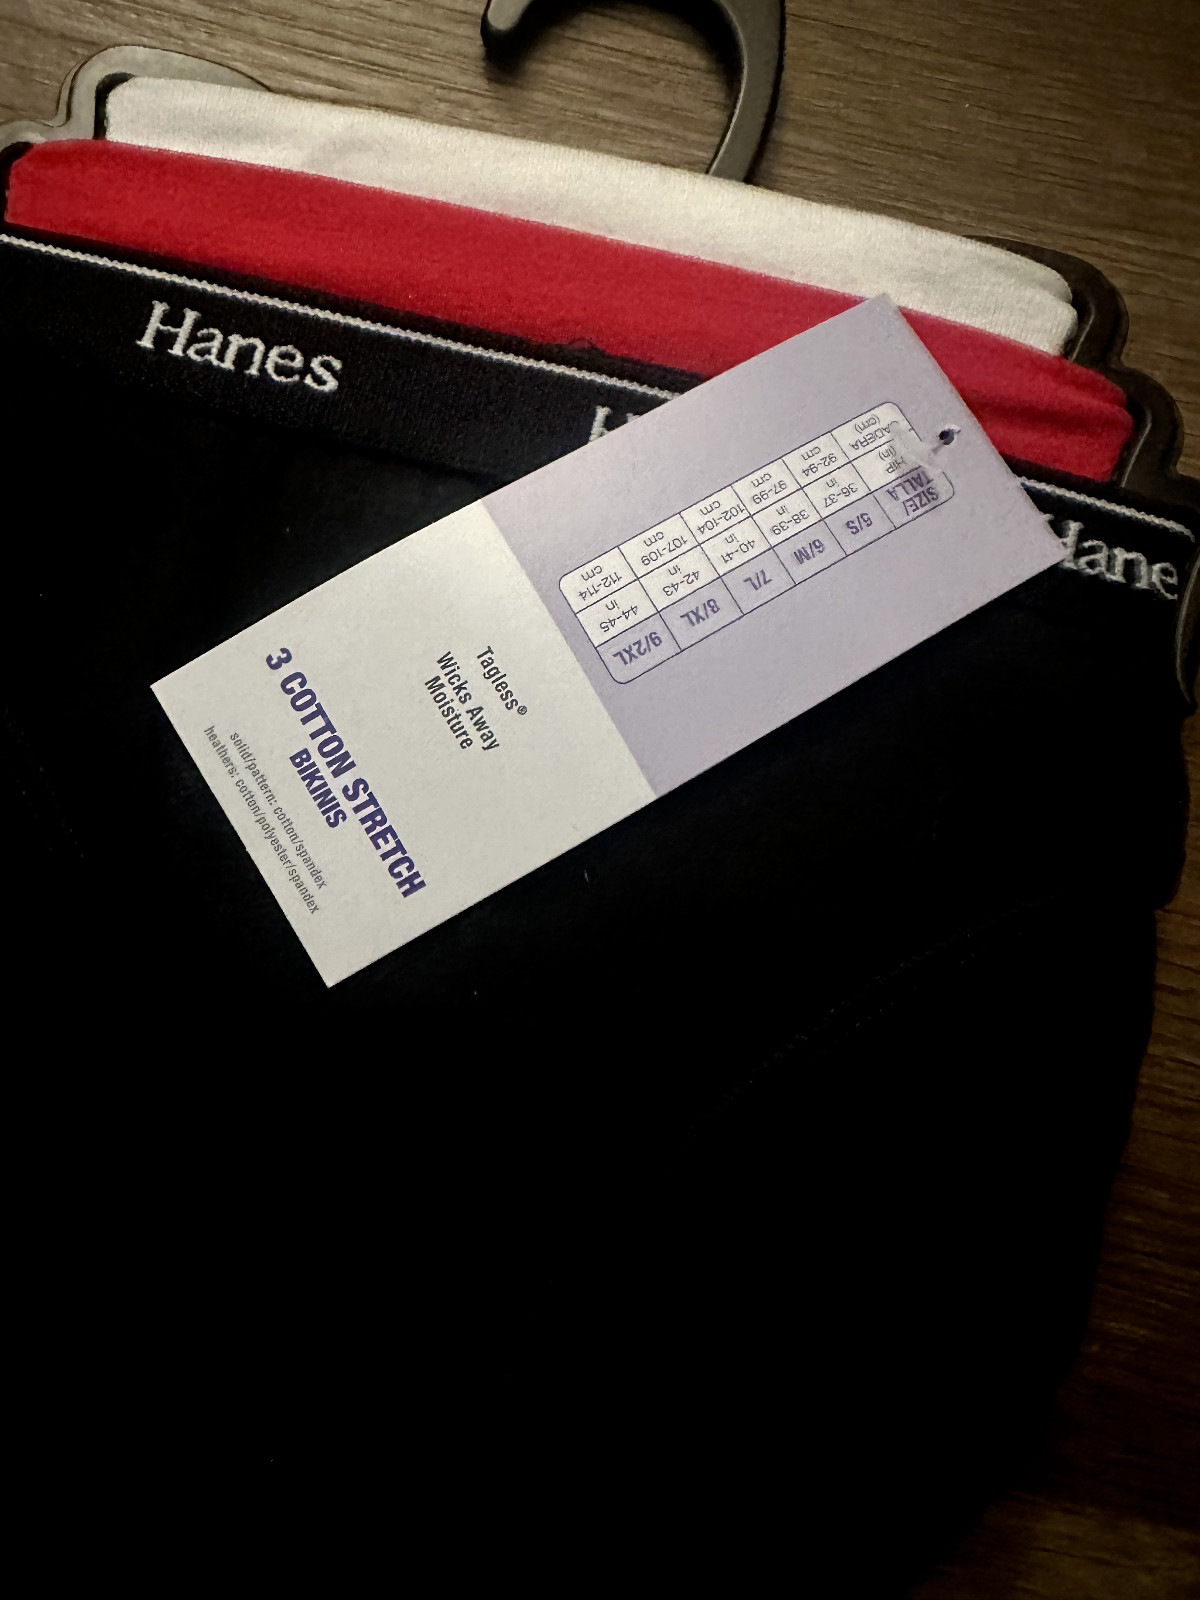 Hanes
Hane
SIZE/ 5/S 6/M 7/L 8/XL 9/2XL
TALLA
HIP 36-37 38-39 40-41 42-43 44-45
(in) in in in in in
92-94 97-99 102-104 107-109 112-114
(cm) cm cm cm cm cm
Tagless®
Wicks Away
Moisture
3 COTTON STRETCH
BIKINIS
solid/pattern: cotton/spandex
heathers: cotton/polyester/spandex